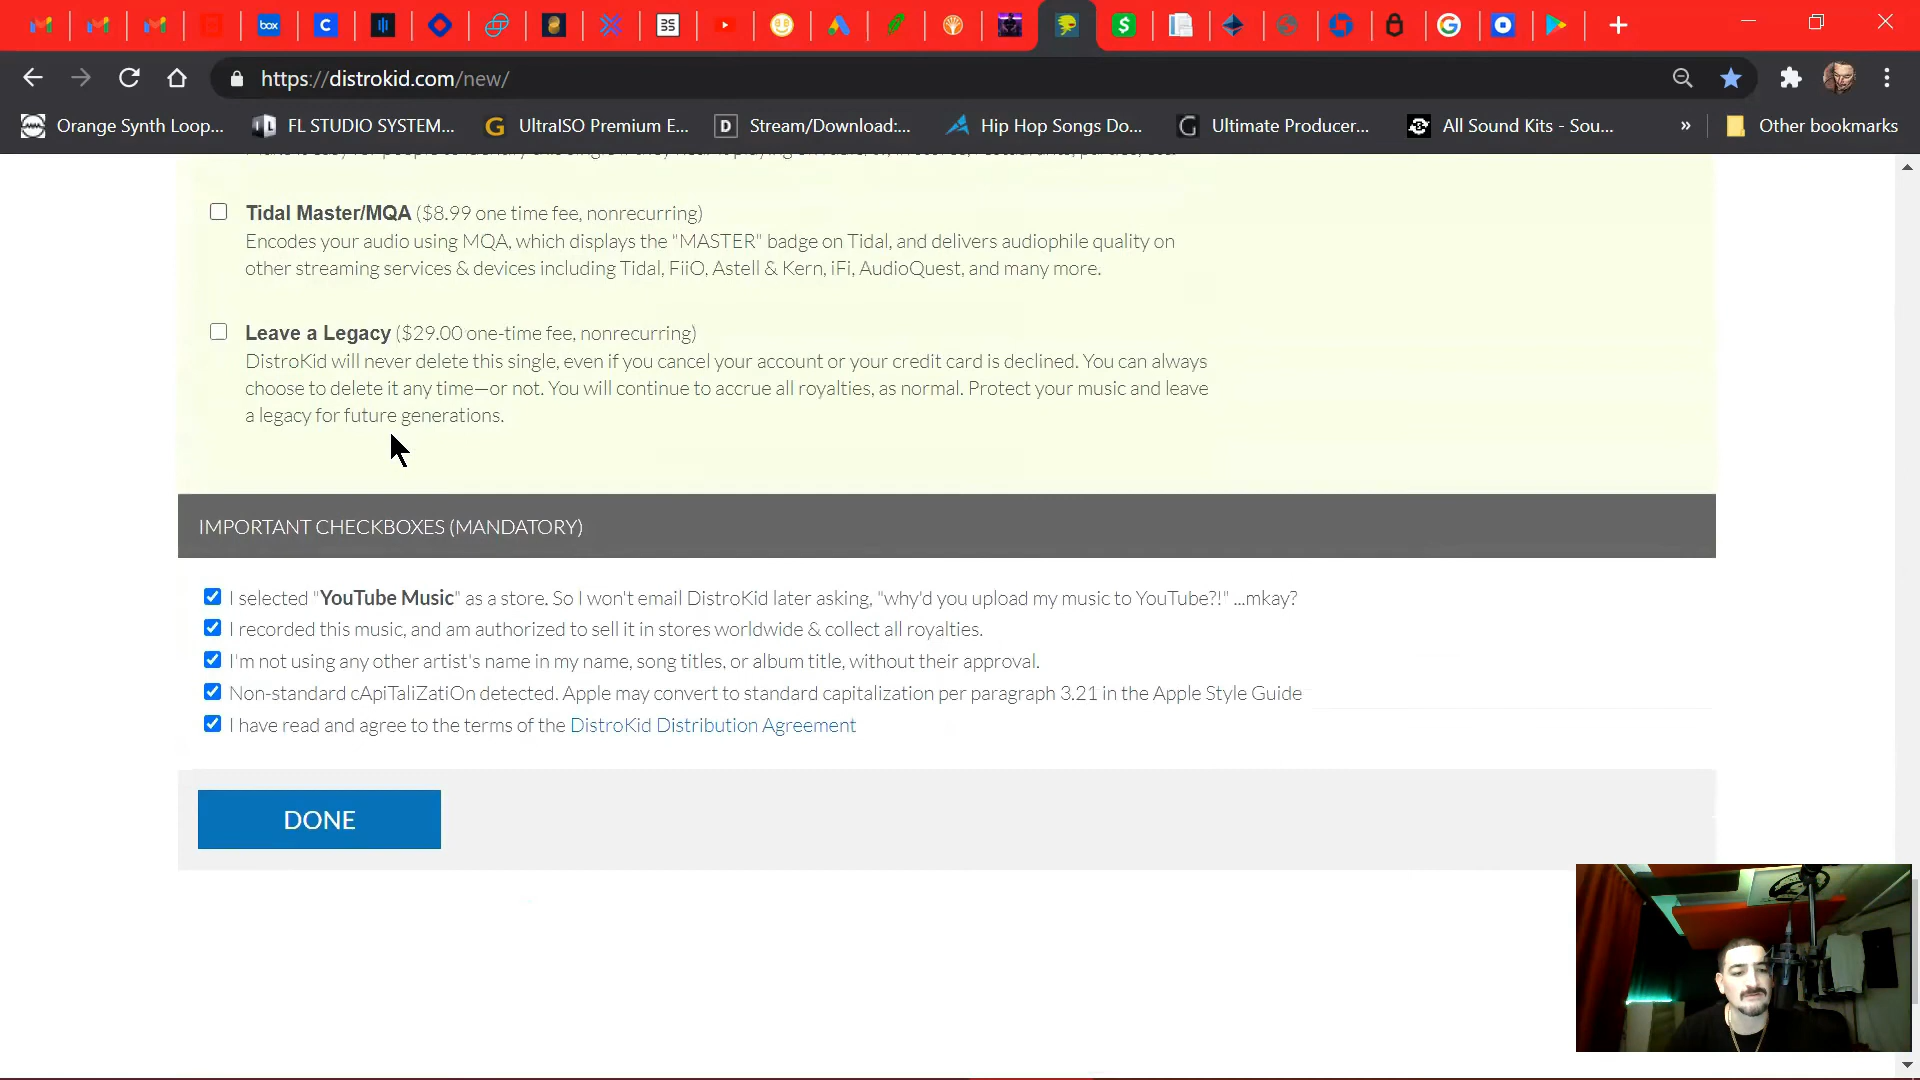 35
https://distrokid.com/new/
Orange Synth Loop...
FL STUDIO SYSTEM...
UltraISO Premium E...
Stream/Download:...
Hip Hop Songs Do...
Ultimate Producer...
All Sound Kits - Sou...
»
Other bookmarks
Tidal Master/MQA ($8.99 one time fee, nonrecurring)
Encodes your audio using MQA, which displays the "MASTER" badge on Tidal, and delivers audiophile quality on
other streaming services & devices including Tidal, FiiO, Astell & Kern, iFi, AudioQuest, and many more.
Leave a Legacy ($29.00 one-time fee, nonrecurring)
DistroKid will never delete this single, even if you cancel your account or your credit card is declined. You can always
choose to delete it any time—or not. You will continue to accrue all royalties, as normal. Protect your music and leave
a legacy for future generations.
IMPORTANT CHECKBOXES (MANDATORY)
I selected "YouTube Music" as a store. So I won't email DistroKid later asking, "why'd you upload my music to YouTube?!" ...mkay?
I recorded this music, and am authorized to sell it in stores worldwide & collect all royalties.
I'm not using any other artist's name in my name, song titles, or album title, without their approval.
Non-standard cApiTaliZatiOn detected. Apple may convert to standard capitalization per paragraph 3.21 in the Apple Style Guide
I have read and agree to the terms of the DistroKid Distribution Agreement
DONE